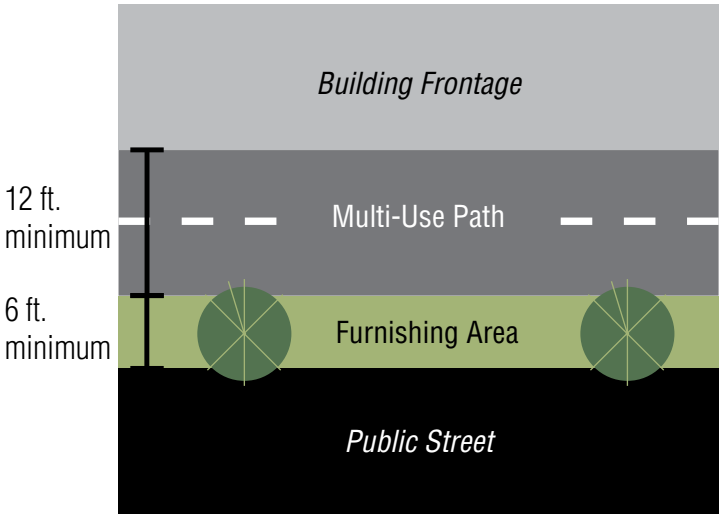 Building Frontage
12 ft.
minimum
Multi-Use Path
6 ft.
minimum
Furnishing Area
Public Street